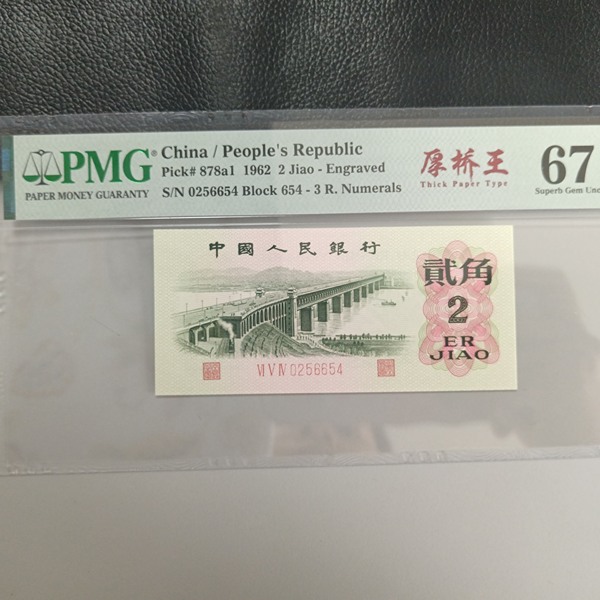 PMG®
PAPER MONEY GUARANTY
China / People's Republic
Pick# 878a1 1962 2 Jiao - Engraved
S/N 0256654 Block 654 - 3 R. Numerals
厚桥王
Thick Paper Type
67
Superb Gem Unc
中國人民銀行
貳角
2
ER
JIAO
VI V IV 0256654